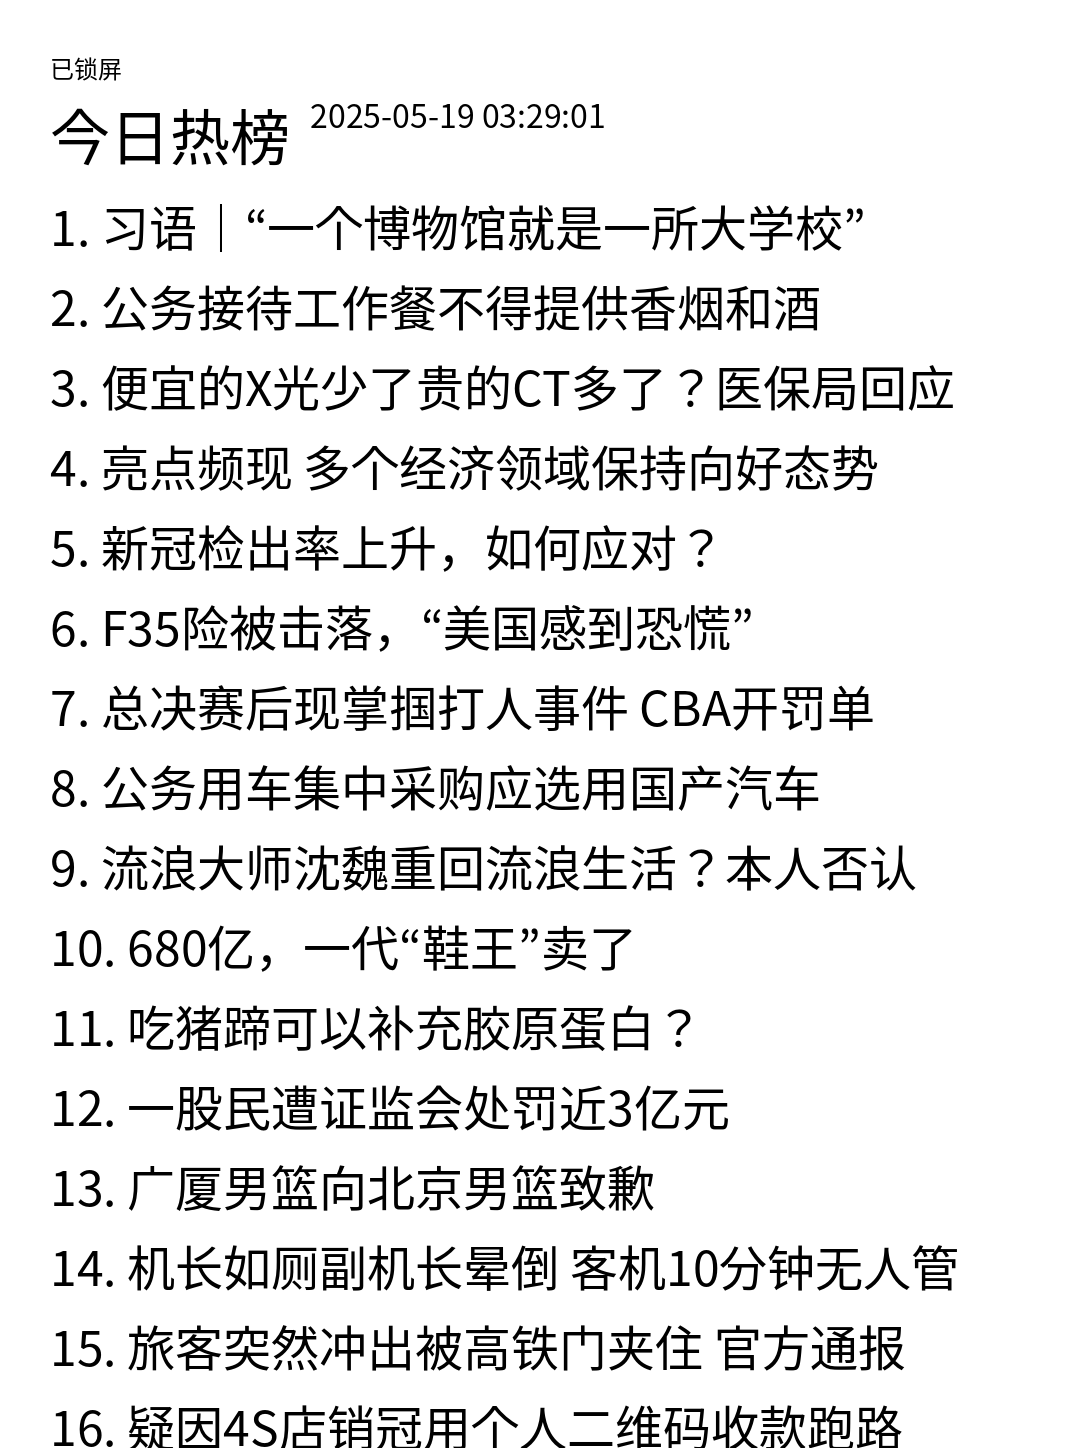 已锁屏
今日热榜 2025-05-19 03:29:01
1. 习语｜“一个博物馆就是一所大学校”
2. 公务接待工作餐不得提供香烟和酒
3. 便宜的X光少了贵的CT多了？医保局回应
4. 亮点频现 多个经济领域保持向好态势
5. 新冠检出率上升，如何应对？
6. F35险被击落，“美国感到恐慌”
7. 总决赛后现掌掴打人事件 CBA开罚单
8. 公务用车集中采购应选用国产汽车
9. 流浪大师沈魏重回流浪生活？本人否认
10. 680亿，一代“鞋王”卖了
11. 吃猪蹄可以补充胶原蛋白？
12. 一股民遭证监会处罚近3亿元
13. 广厦男篮向北京男篮致歉
14. 机长如厕副机长晕倒 客机10分钟无人管
15. 旅客突然冲出被高铁门夹住 官方通报
16. 疑因4S店销冠用个人二维码收款跑路